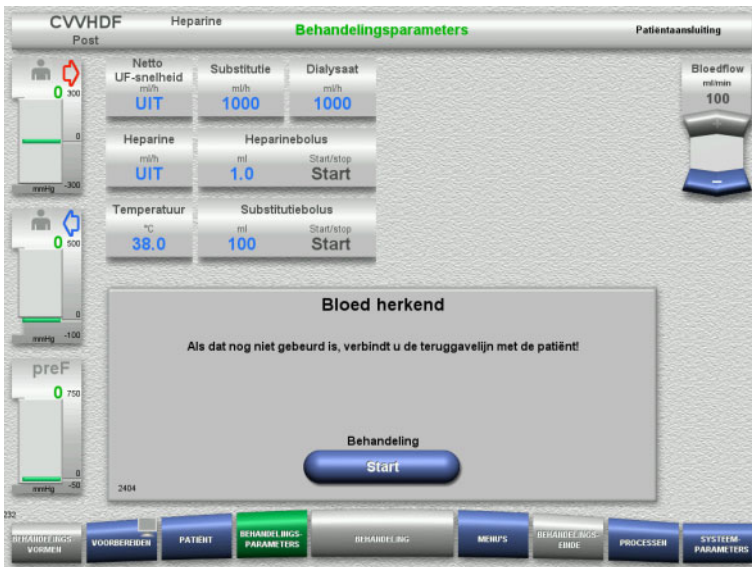 CVVHDF
Heparine
Post
Behandelingsparameters
Patiëntaansluiting
0 300
0
mmHg -300
0 500
0
mmHg -100
preF
0 750
0
mmHg -50
Netto
UF-snelheid
ml/h
UIT
Substitutie
ml/h
1000
Dialysaat
ml/h
1000
Heparine
ml/h
UIT
Heparinebolus
ml Start/stop
1.0 Start
Temperatuur
°C
38.0
Substitutiebolus
ml Start/stop
100 Start
Bloedflow
ml/min
100
Bloed herkend
Als dat nog niet gebeurd is, verbindt u de teruggavelijn met de patiënt!
Behandeling
Start
2404
232
BEHANDELINGS-
VORMEN
VOORBEREIDEN
PATIËNT
BEHANDELINGS-
PARAMETERS
BEHANDELING
MENU'S
BEHANDELINGS-
EINDE
PROCESSEN
SYSTEEM-
PARAMETERS